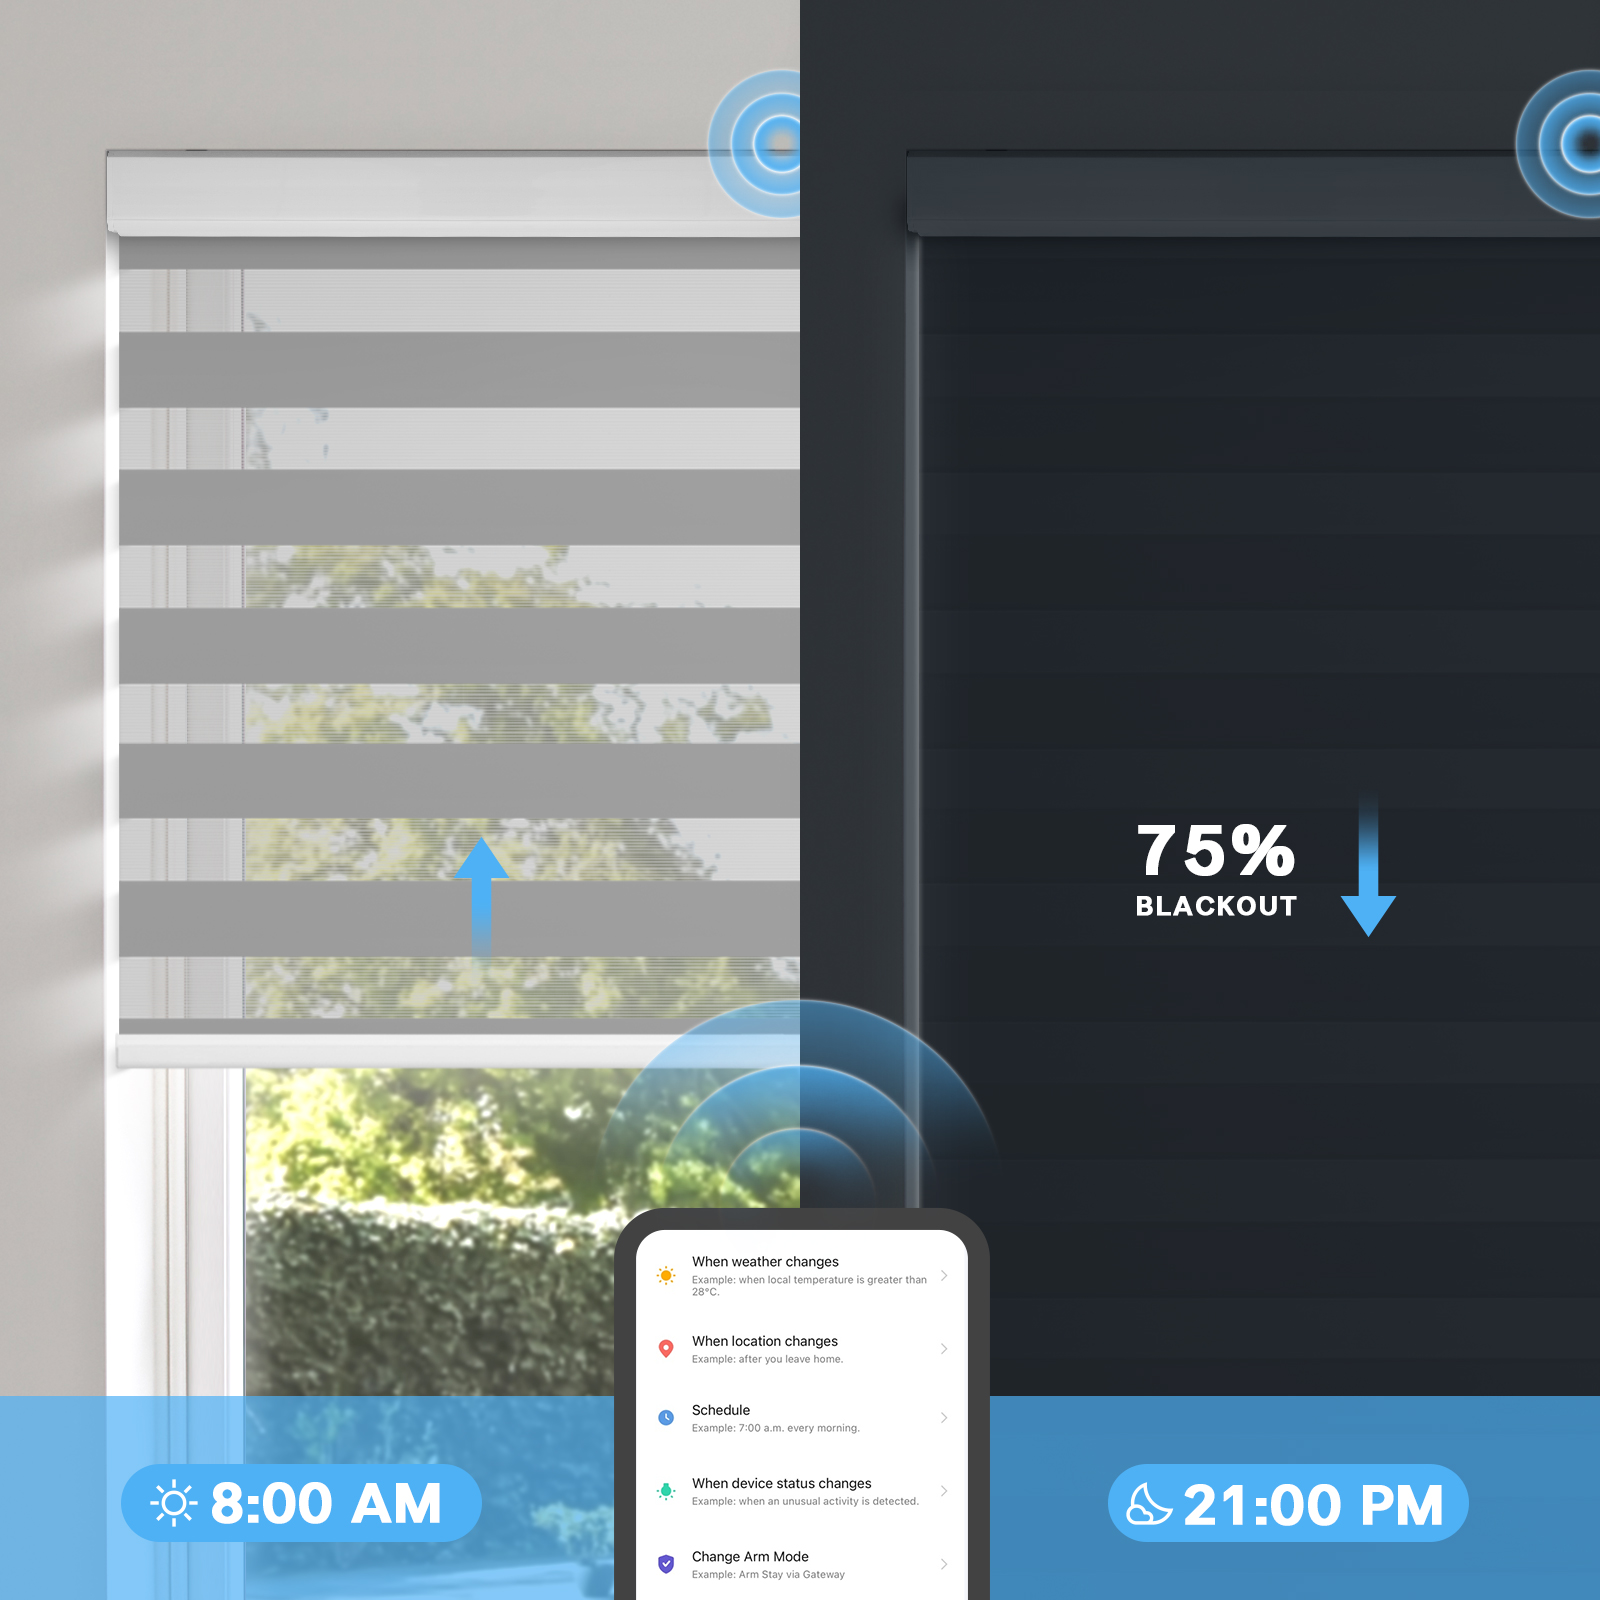 75%
BLACKOUT
When weather changes
Example: when local temperature is greater than
28°C.
When location changes
Example: after you leave home.
Schedule
Example: 7:00 a.m. every morning.
When device status changes
Example: when an unusual activity is detected.
Change Arm Mode
Example: Arm Stay via Gateway
8:00 AM
21:00 PM